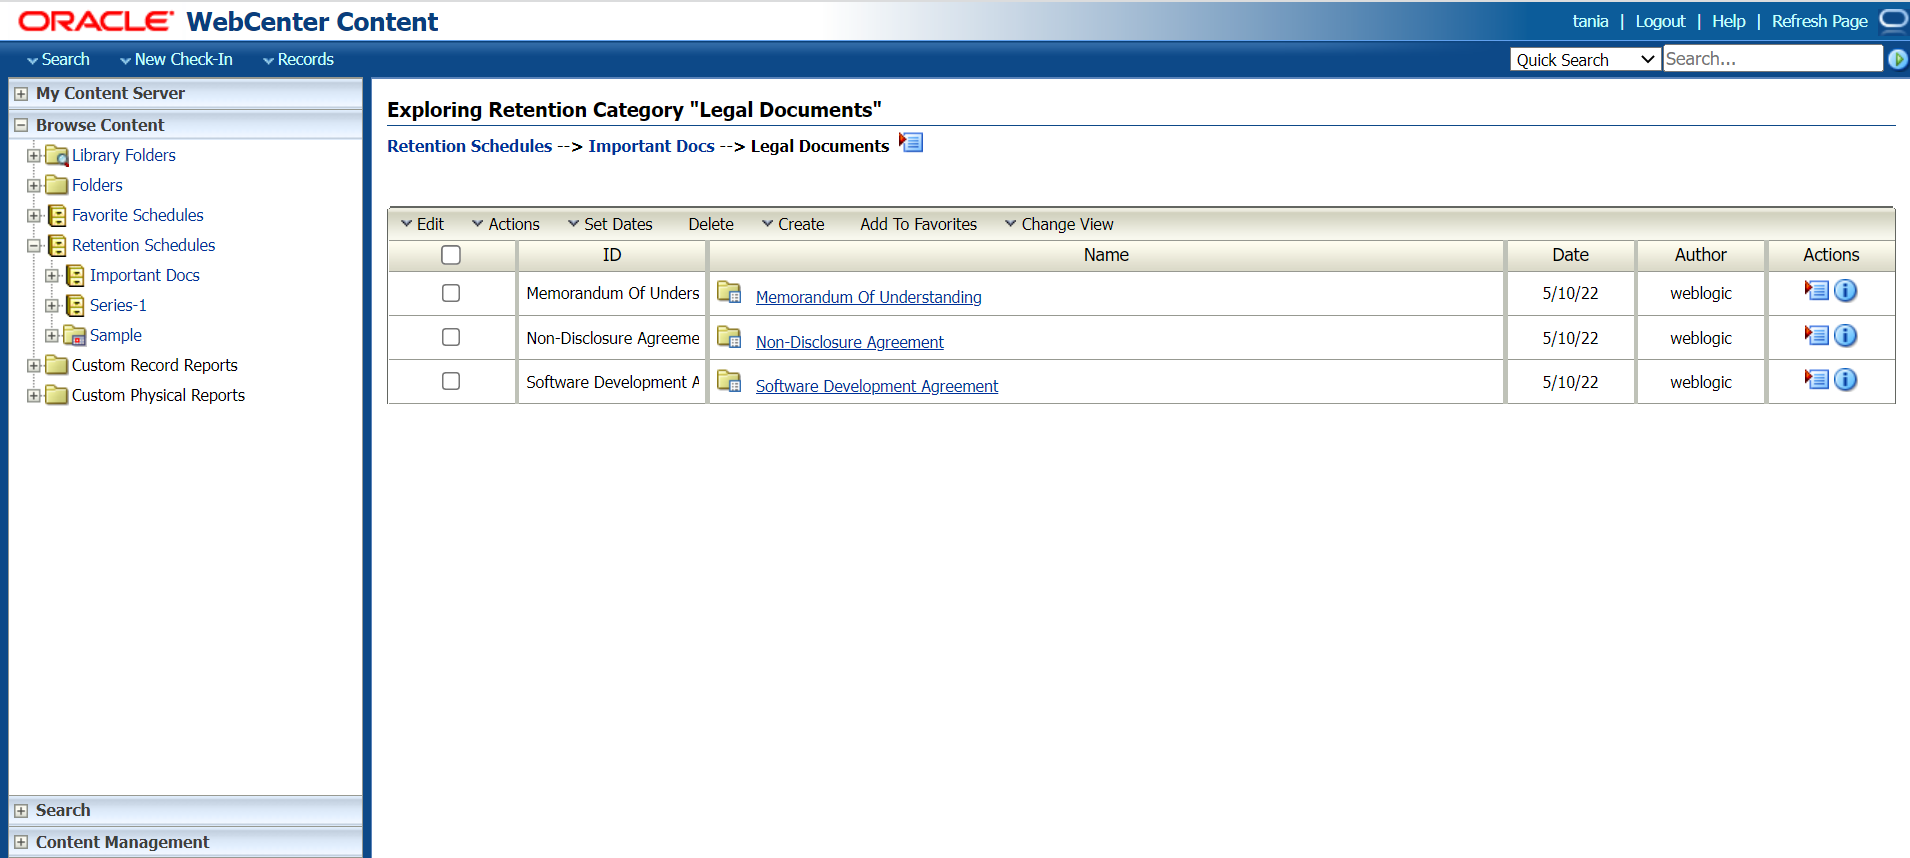 ORACLE WebCenter Content
tania | Logout | Help | Refresh Page
Search New Check-In Records
Quick Search Search...
My Content Server
Browse Content
Library Folders
Folders
Favorite Schedules
Retention Schedules
Important Docs
Series-1
Sample
Custom Record Reports
Custom Physical Reports
Search
Content Management
Exploring Retention Category "Legal Documents"
Retention Schedules --> Important Docs --> Legal Documents
Edit Actions Set Dates Delete Create Add To Favorites Change View
ID Name Date Author Actions
Memorandum Of Unders Memorandum Of Understanding 5/10/22 weblogic
Non-Disclosure Agreeme Non-Disclosure Agreement 5/10/22 weblogic
Software Development A Software Development Agreement 5/10/22 weblogic